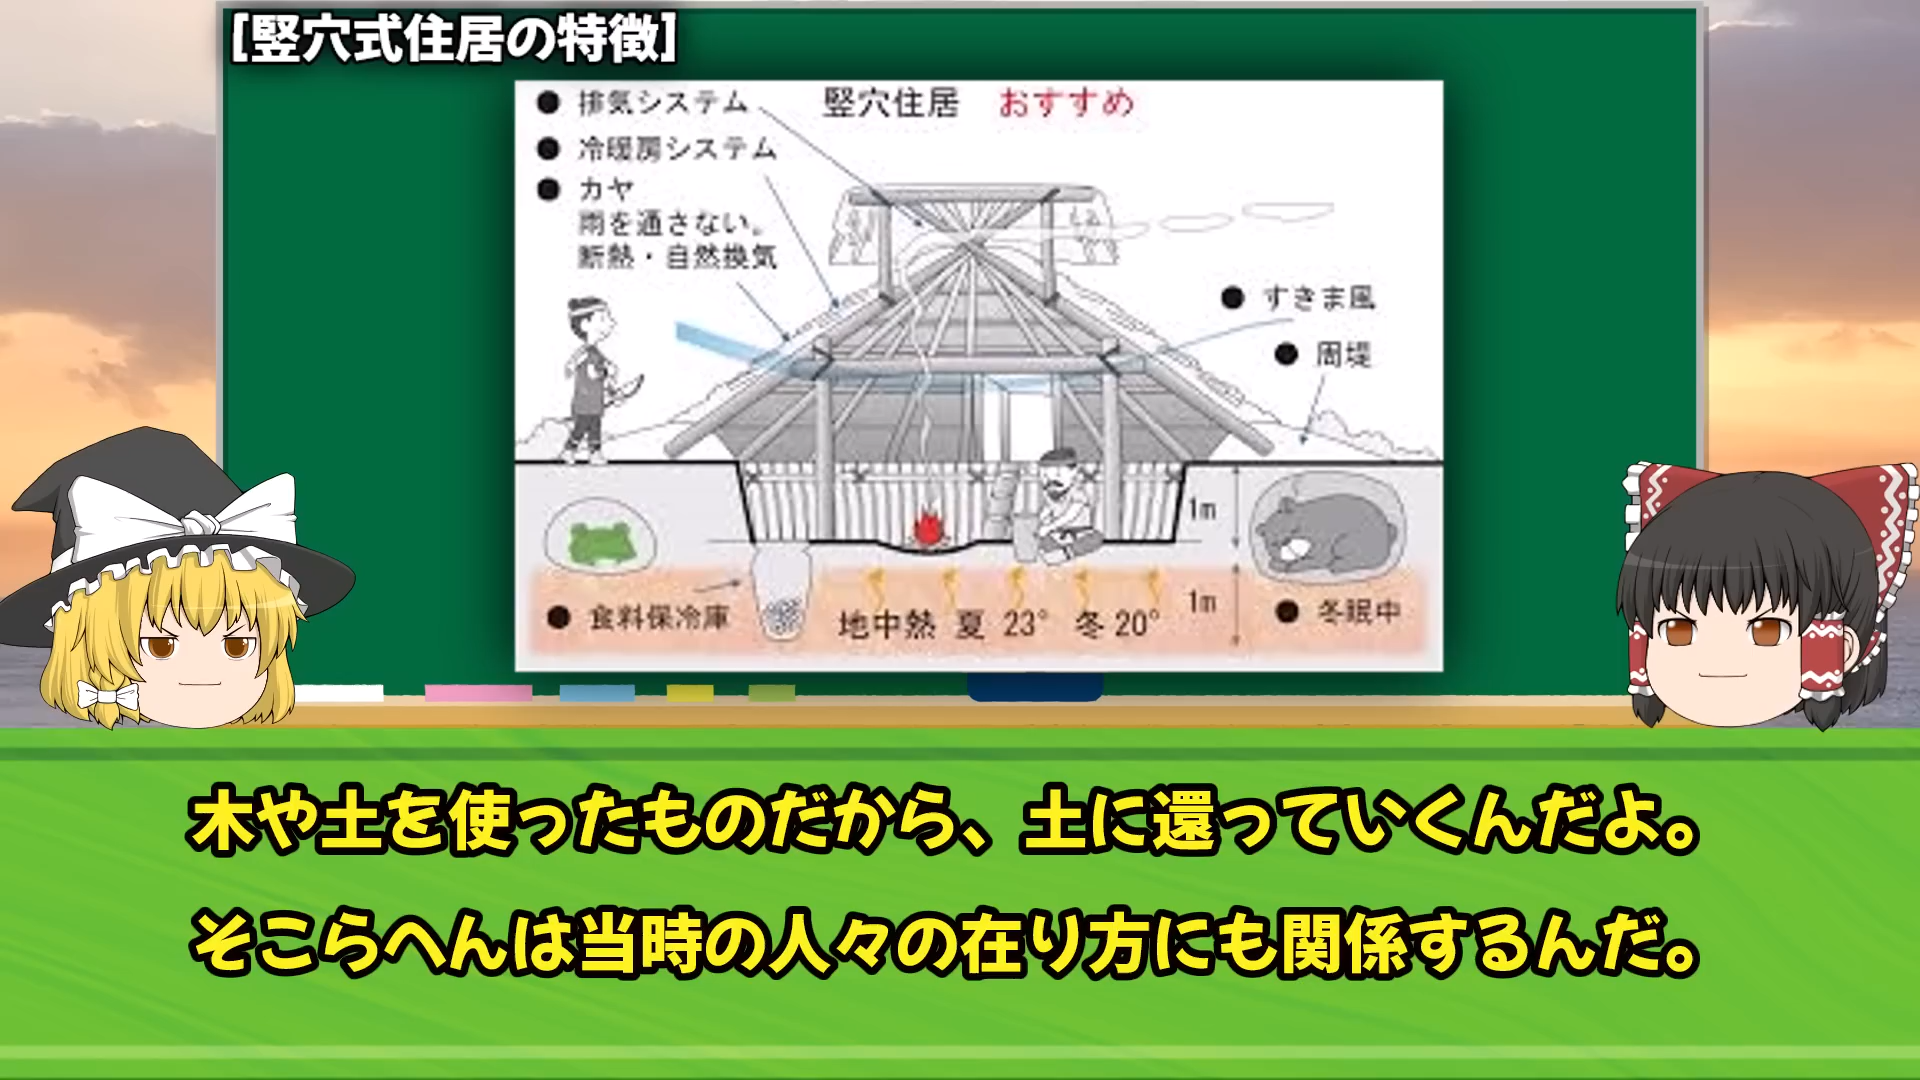 [竪穴式住居の特徴]
竪穴住居 おすすめ
● 排気システム
● 冷暖房システム
● カヤ
雨を通さない。
断熱・自然換気
● すきま風
● 周堤
1m
1m
● 食料保冷庫
地中熱 夏 23° 冬 20°
● 冬眠中
木や土を使ったものだから、土に還っていくんだよ。
そこらへんは当時の人々の在り方にも関係するんだ。